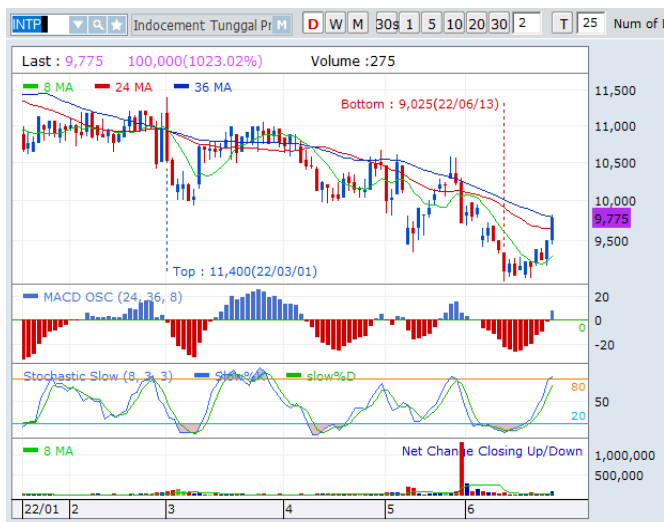 INTP Indocement Tunggal Pr M D W M 30s 1 5 10 20 30 2 T 25 Num of
Last : 9,775 100,000(1023.02%) Volume :275
8 MA 24 MA 36 MA
Bottom : 9,025(22/06/13)
11,500
11,000
10,500
10,000
9,775
9,500
Top : 11,400(22/03/01)
MACD OSC (24, 36, 8)
20
0
0
-20
Stochastic Slow (8, 3, 3) slow%D
80
50
20
8 MA Net Change Closing Up/Down
1,000,000
500,000
22/01 2 3 4 5 6